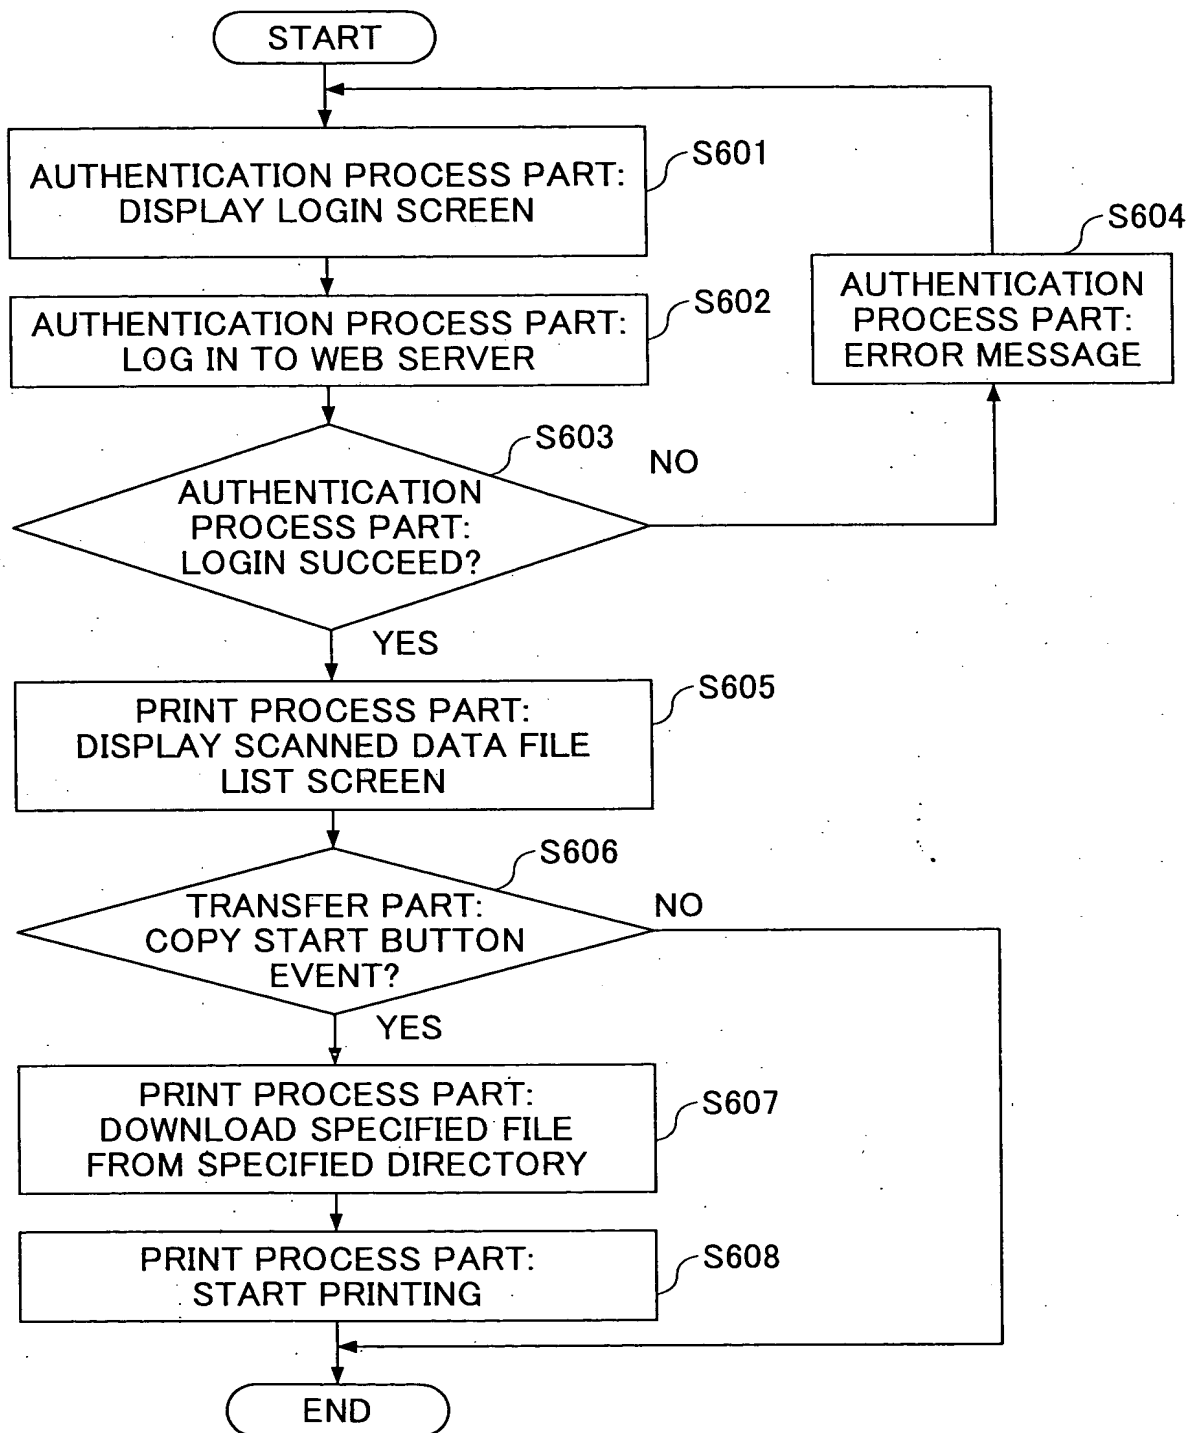 START
AUTHENTICATION PROCESS PART:
DISPLAY LOGIN SCREEN
S601
S604
AUTHENTICATION
PROCESS PART:
ERROR MESSAGE
AUTHENTICATION PROCESS PART:
LOG IN TO WEB SERVER
S602
S603
NO
AUTHENTICATION
PROCESS PART:
LOGIN SUCCEED?
YES
PRINT PROCESS PART:
DISPLAY SCANNED DATA FILE
LIST SCREEN
S605
S606
TRANSFER PART:
COPY START BUTTON
EVENT?
NO
YES
PRINT PROCESS PART:
DOWNLOAD SPECIFIED FILE
FROM SPECIFIED DIRECTORY
S607
PRINT PROCESS PART:
START PRINTING
S608
END